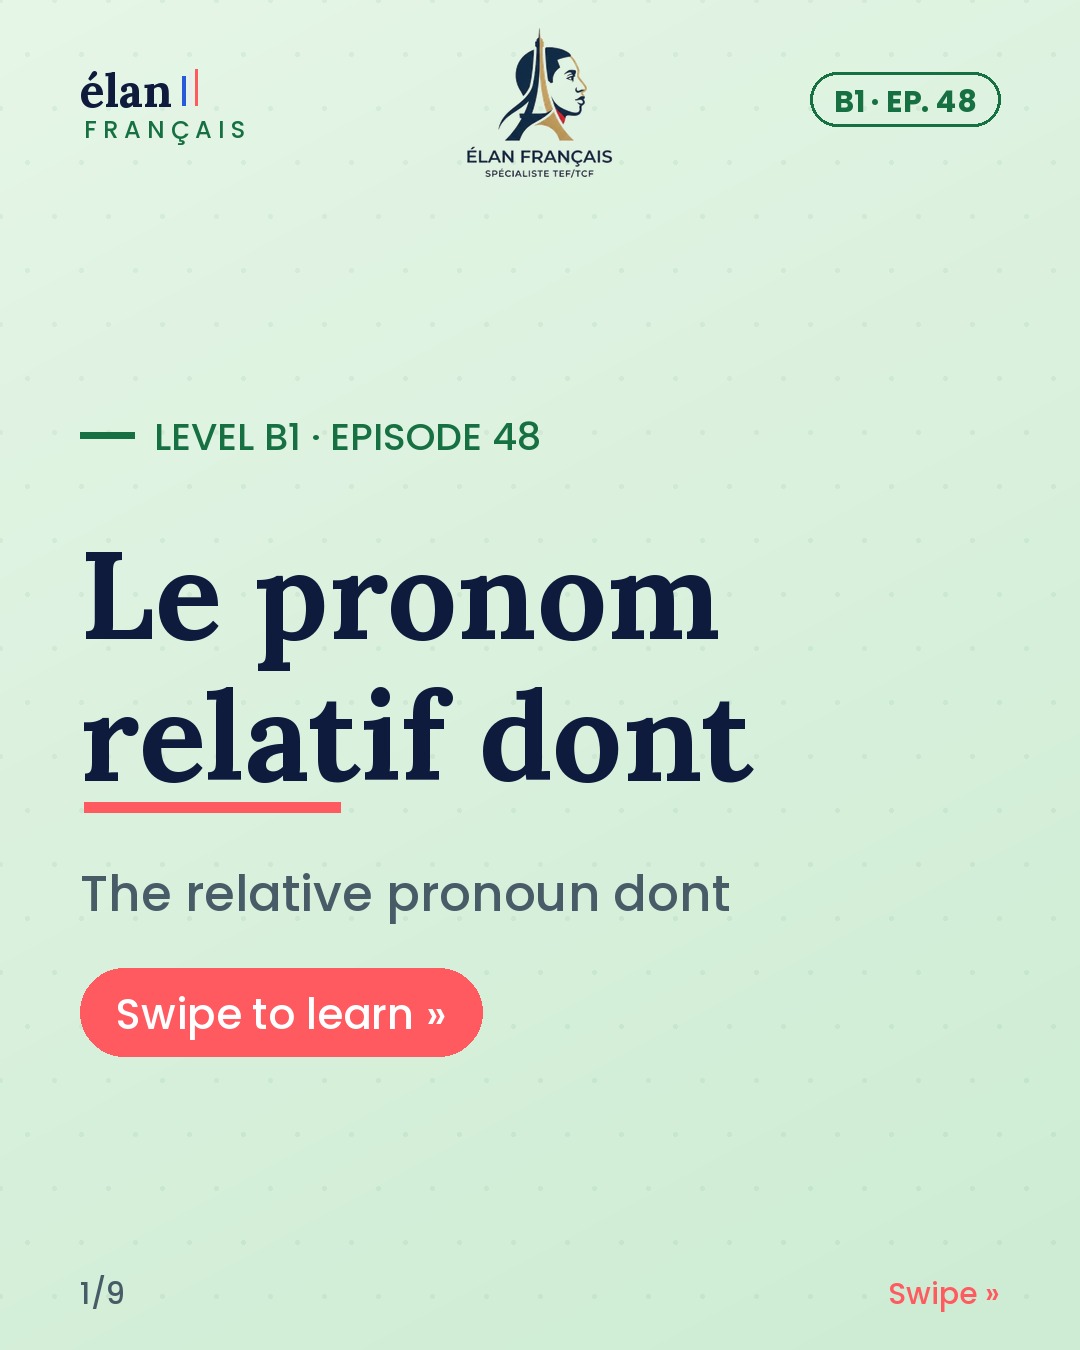 élan
FRANÇAIS
ÉLAN FRANÇAIS
SPÉCIALISTE TEF/TCF
B1 · EP. 48
LEVEL B1 · EPISODE 48
Le pronom
relatif dont
The relative pronoun dont
Swipe to learn »
1/9
Swipe »